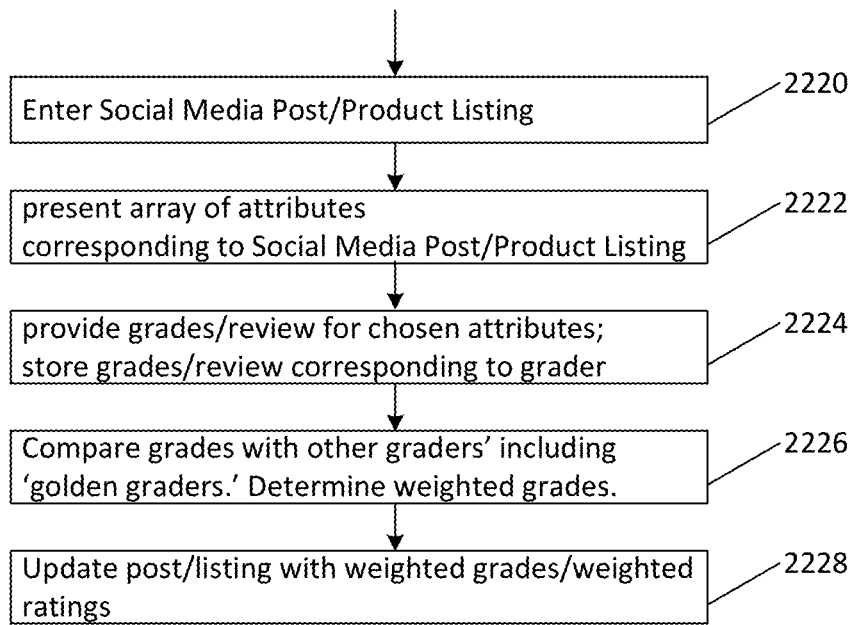 Enter Social Media Post/Product Listing
2220
present array of attributes
corresponding to Social Media Post/Product Listing
2222
provide grades/review for chosen attributes;
store grades/review corresponding to grader
2224
Compare grades with other graders’ including
‘golden graders.’ Determine weighted grades.
2226
Update post/listing with weighted grades/weighted
ratings
2228